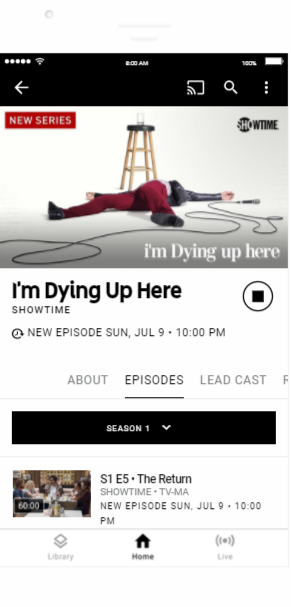 8:00 AM
100%
NEW SERIES
SHOWTIME
i'm Dying up here
I'm Dying Up Here
SHOWTIME
NEW EPISODE SUN, JUL 9 • 10:00 PM
ABOUT EPISODES LEAD CAST
SEASON 1
S1 E5 • The Return
SHOWTIME • TV-MA
60:00
NEW EPISODE SUN, JUL 9 • 10:00
PM
Library Home Live